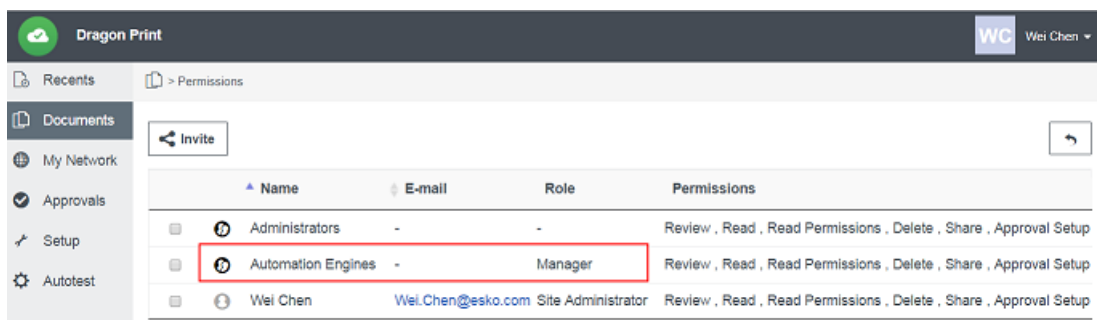 Dragon Print
WC Wei Chen
Recents
> Permissions
Documents
Invite
My Network
Name E-mail Role Permissions
Approvals
Administrators - - Review , Read , Read Permissions , Delete , Share , Approval Setup
Setup
Automation Engines - Manager Review , Read , Read Permissions , Delete , Share , Approval Setup
Autotest
Wei Chen Wei.Chen@esko.com Site Administrator Review , Read , Read Permissions , Delete , Share , Approval Setup